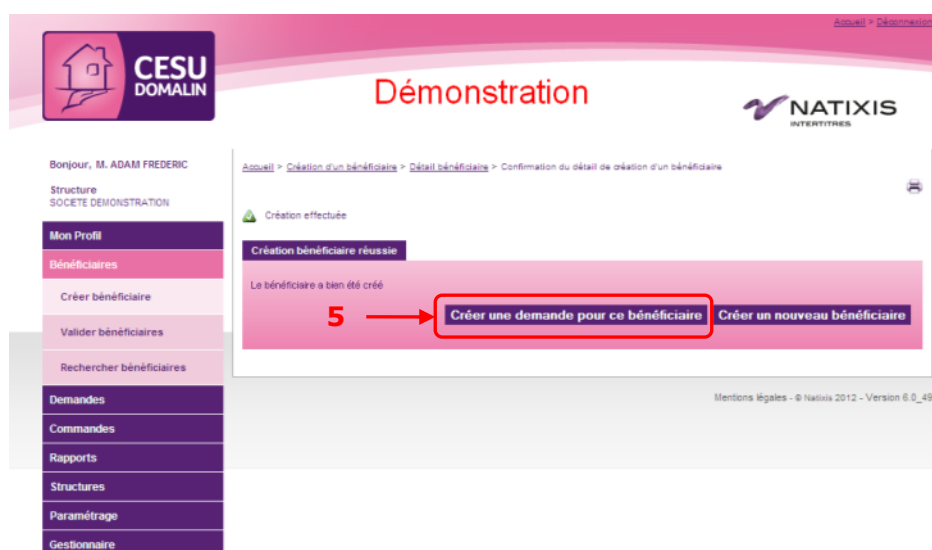 Accueil > Déconnexion
CESU
DOMALIN
Démonstration
NATIXIS
INTERTITRES
Bonjour, M. ADAM FREDERIC
Structure
SOCIETE DEMONSTRATION
Mon Profil
Bénéficiaires
Créer bénéficiaire
Valider bénéficiaires
Rechercher bénéficiaires
Demandes
Commandes
Rapports
Structures
Paramétrage
Gestionnaire
Accueil > Création d'un bénéficiaire > Détail bénéficiaire > Confirmation du détail de création d'un bénéficiaire
Création effectuée
Création bénéficiaire réussie
Le bénéficiaire a bien été créé
5
Créer une demande pour ce bénéficiaire
Créer un nouveau bénéficiaire
Mentions légales - © Natixis 2012 - Version 6.0_49